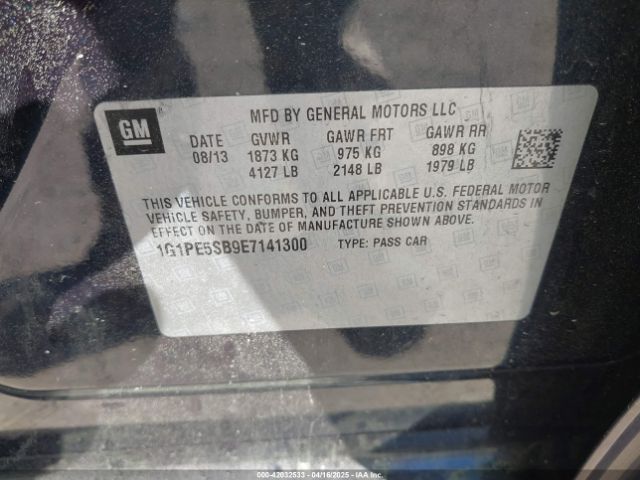 GM
MFD BY GENERAL MOTORS LLC
DATE GVWR GAWR FRT GAWR RR
08/13 1873 KG 975 KG 898 KG
4127 LB 2148 LB 1979 LB
THIS VEHICLE CONFORMS TO ALL APPLICABLE U.S. FEDERAL MOTOR
VEHICLE SAFETY, BUMPER, AND THEFT PREVENTION STANDARDS IN
EFFECT ON THE DATE OF MANUFACTURE SHOWN ABOVE.
1G1PE5SB9E7141300 TYPE: PASS CAR
000-42032533 - 04/16/2025 - IAAI.COM